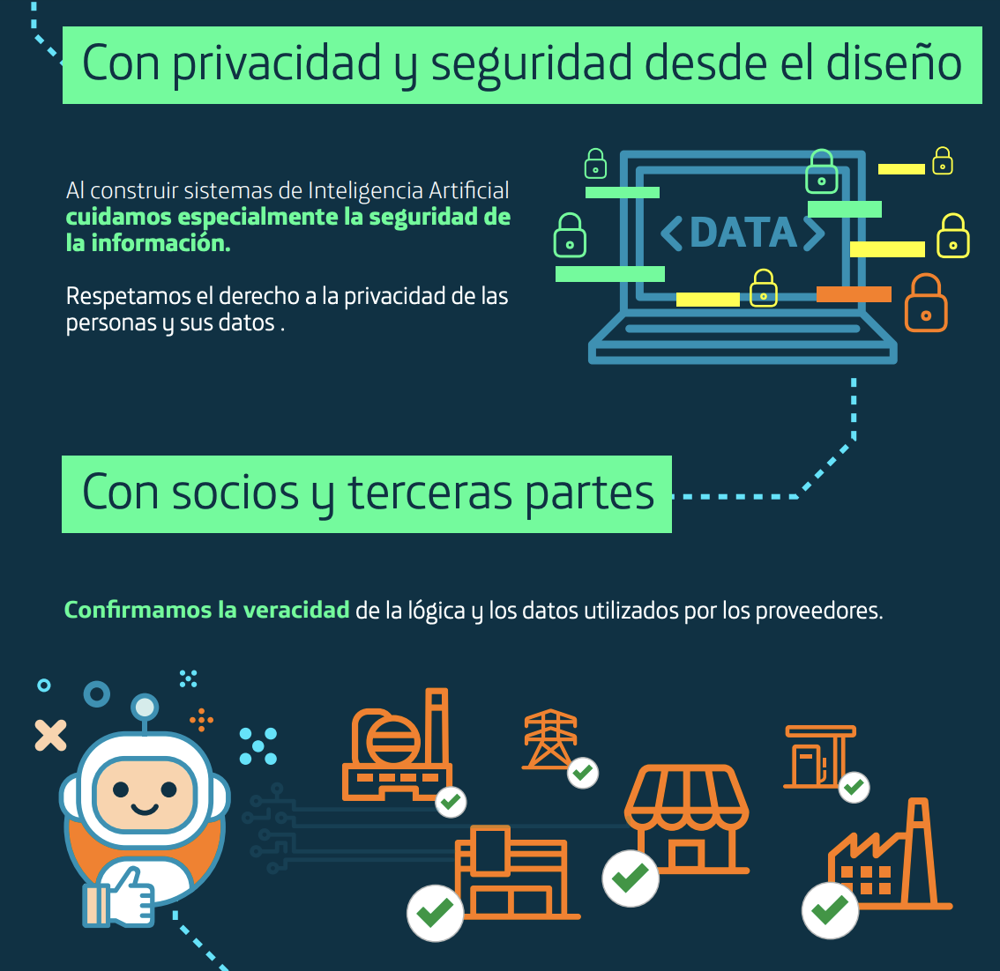 Con privacidad y seguridad desde el diseño
Al construir sistemas de Inteligencia Artificial
cuidamos especialmente la seguridad de
la información.
Respetamos el derecho a la privacidad de las
personas y sus datos .
<DATA>
Con socios y terceras partes
Confirmamos la veracidad de la lógica y los datos utilizados por los proveedores.